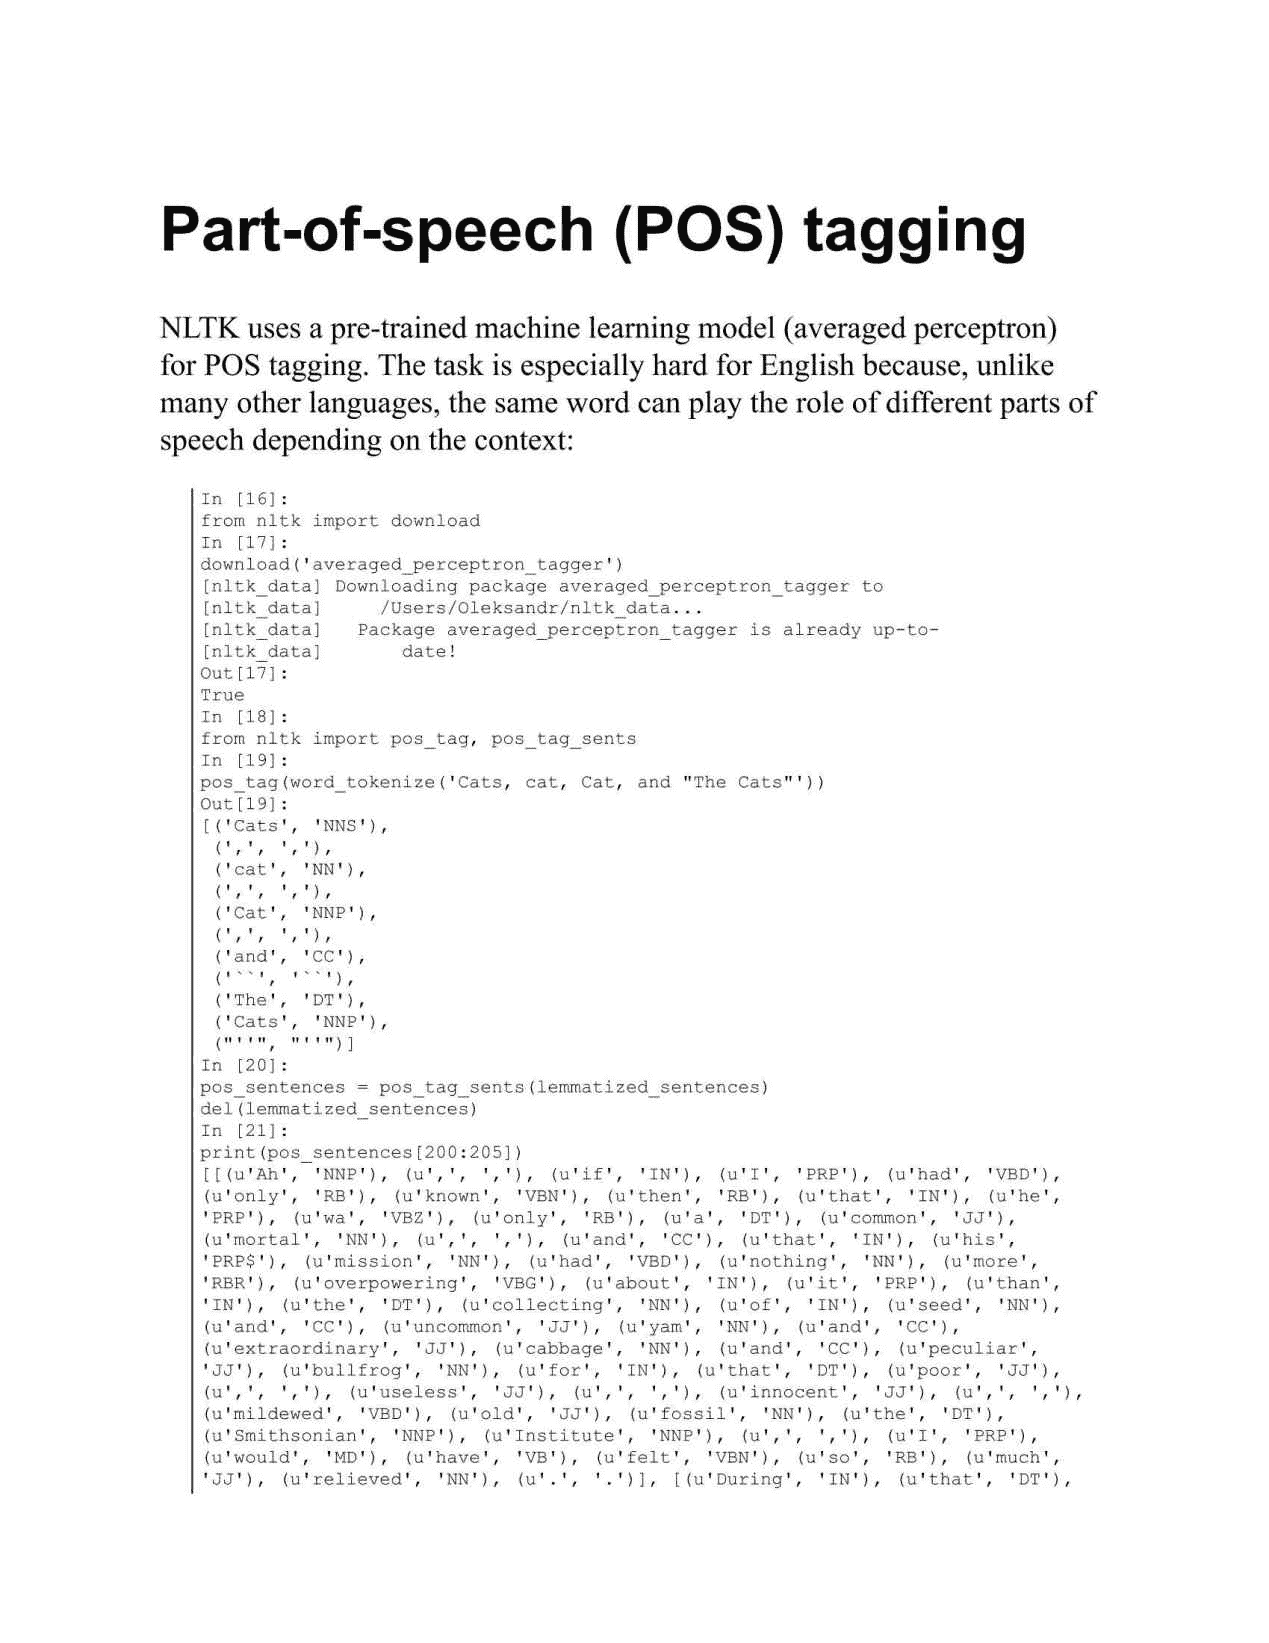 Part-of-speech (POS) tagging
NLTK uses a pre-trained machine learning model (averaged perceptron)
for POS tagging. The task is especially hard for English because, unlike
many other languages, the same word can play the role of different parts of
speech depending on the context:
In [16]:
from nltk import download
In [17]:
download('averaged_perceptron_tagger')
[nltk_data] Downloading package averaged_perceptron_tagger to
[nltk_data]     /Users/Oleksandr/nltk_data...
[nltk_data]   Package averaged_perceptron_tagger is already up-to-
[nltk_data]       date!
Out[17]:
True
In [18]:
from nltk import pos_tag, pos_tag_sents
In [19]:
pos_tag(word_tokenize('Cats, cat, Cat, and "The Cats"'))
Out[19]:
[('Cats', 'NNS'),
 (',', ','),
 ('cat', 'NN'),
 (',', ','),
 ('Cat', 'NNP'),
 (',', ','),
 ('and', 'CC'),
 ('``', '``'),
 ('The', 'DT'),
 ('Cats', 'NNP'),
 ("''", "''")]
In [20]:
pos_sentences = pos_tag_sents(lemmatized_sentences)
del(lemmatized_sentences)
In [21]:
print(pos_sentences[200:205])
[[(u'Ah', 'NNP'), (u',', ','), (u'if', 'IN'), (u'I', 'PRP'), (u'had', 'VBD'),
(u'only', 'RB'), (u'known', 'VBN'), (u'then', 'RB'), (u'that', 'IN'), (u'he',
'PRP'), (u'wa', 'VBZ'), (u'only', 'RB'), (u'a', 'DT'), (u'common', 'JJ'),
(u'mortal', 'NN'), (u',', ','), (u'and', 'CC'), (u'that', 'IN'), (u'his',
'PRP$'), (u'mission', 'NN'), (u'had', 'VBD'), (u'nothing', 'NN'), (u'more',
'RBR'), (u'overpowering', 'VBG'), (u'about', 'IN'), (u'it', 'PRP'), (u'than',
'IN'), (u'the', 'DT'), (u'collecting', 'NN'), (u'of', 'IN'), (u'seed', 'NN'),
(u'and', 'CC'), (u'uncommon', 'JJ'), (u'yam', 'NN'), (u'and', 'CC'),
(u'extraordinary', 'JJ'), (u'cabbage', 'NN'), (u'and', 'CC'), (u'peculiar',
'JJ'), (u'bullfrog', 'NN'), (u'for', 'IN'), (u'that', 'DT'), (u'poor', 'JJ'),
(u',', ','), (u'useless', 'JJ'), (u',', ','), (u'innocent', 'JJ'), (u',', ','),
(u'mildewed', 'VBD'), (u'old', 'JJ'), (u'fossil', 'NN'), (u'the', 'DT'),
(u'Smithsonian', 'NNP'), (u'Institute', 'NNP'), (u',', ','), (u'I', 'PRP'),
(u'would', 'MD'), (u'have', 'VB'), (u'felt', 'VBN'), (u'so', 'RB'), (u'much',
'JJ'), (u'relieved', 'NN'), (u'.', '.')], [(u'During', 'IN'), (u'that', 'DT'),